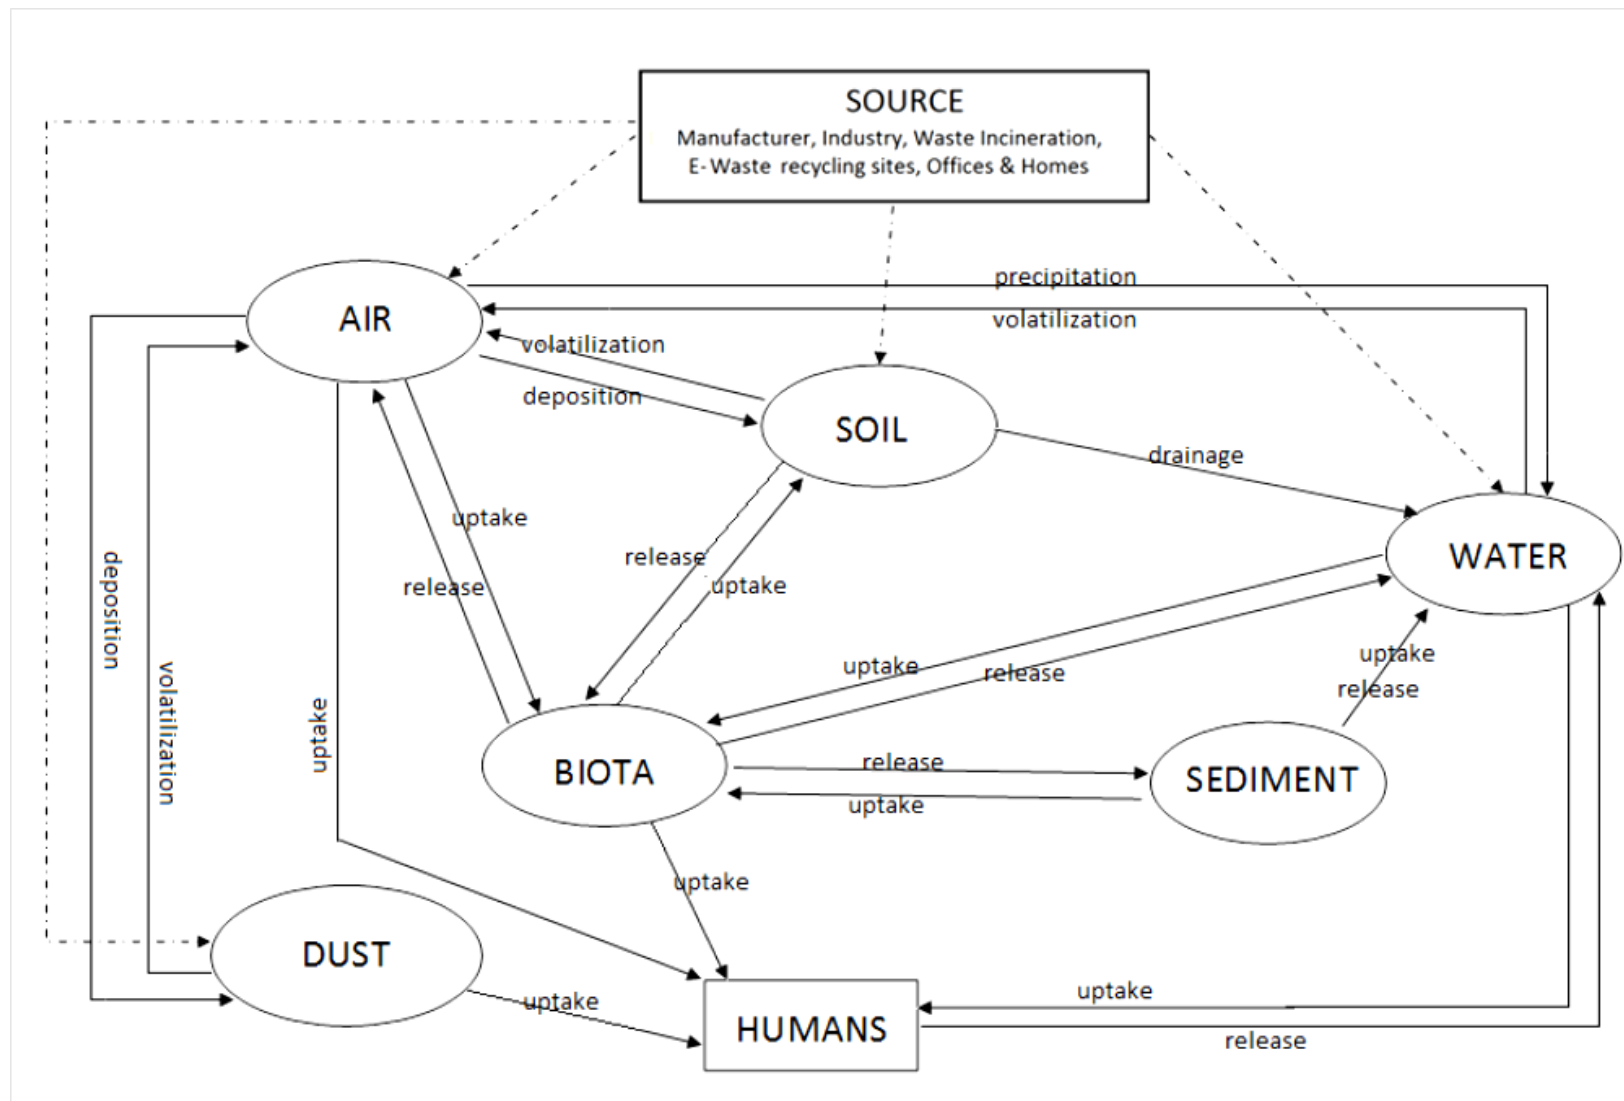 SOURCE
Manufacturer, Industry, Waste Incineration,
E- Waste recycling sites, Offices & Homes
precipitation
AIR
volatilization
volatilization
deposition
SOIL
drainage
uptake
WATER
release
uptake
release
deposition
uptake
uptake
release
volatilization
uptake
release
uptake
release
BIOTA
SEDIMENT
uptake
uptake
DUST
uptake
uptake
HUMANS
release